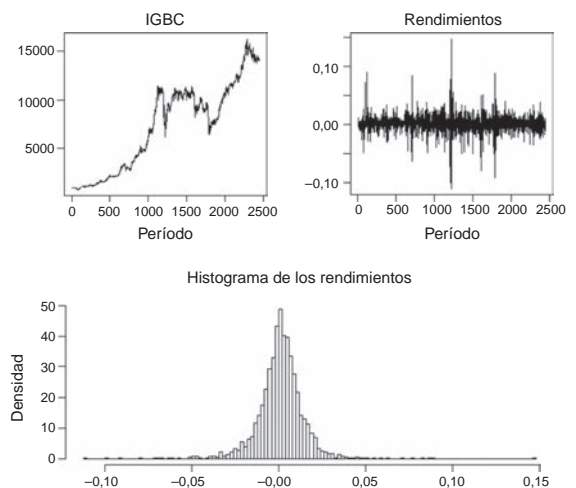 IGBC
15000
10000
5000
0 500 1000 1500 2000 2500
Período
Rendimientos
0,10
0,00
–0,10
0 500 1000 1500 2000 2500
Período
Histograma de los rendimientos
Densidad
50
40
30
20
10
0
–0,10 –0,05 –0,00 0,05 0,10 0,15